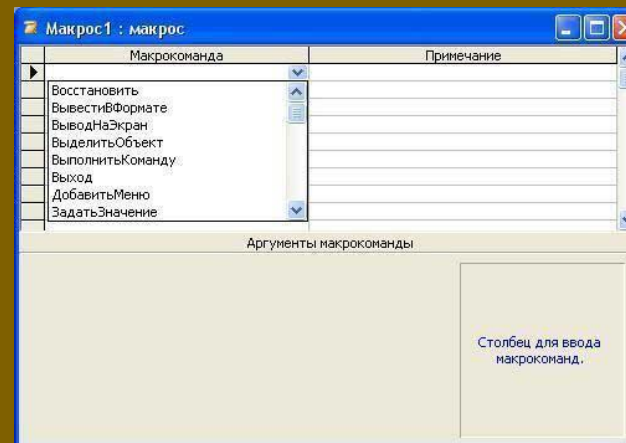 Макрос1 : макрос
Макрокоманда Примечание
Восстановить
ВывестиВФормате
ВыводНаЭкран
ВыделитьОбъект
ВыполнитьКоманду
Выход
ДобавитьМеню
ЗадатьЗначение
Аргументы макрокоманды
Столбец для ввода
макрокоманд.